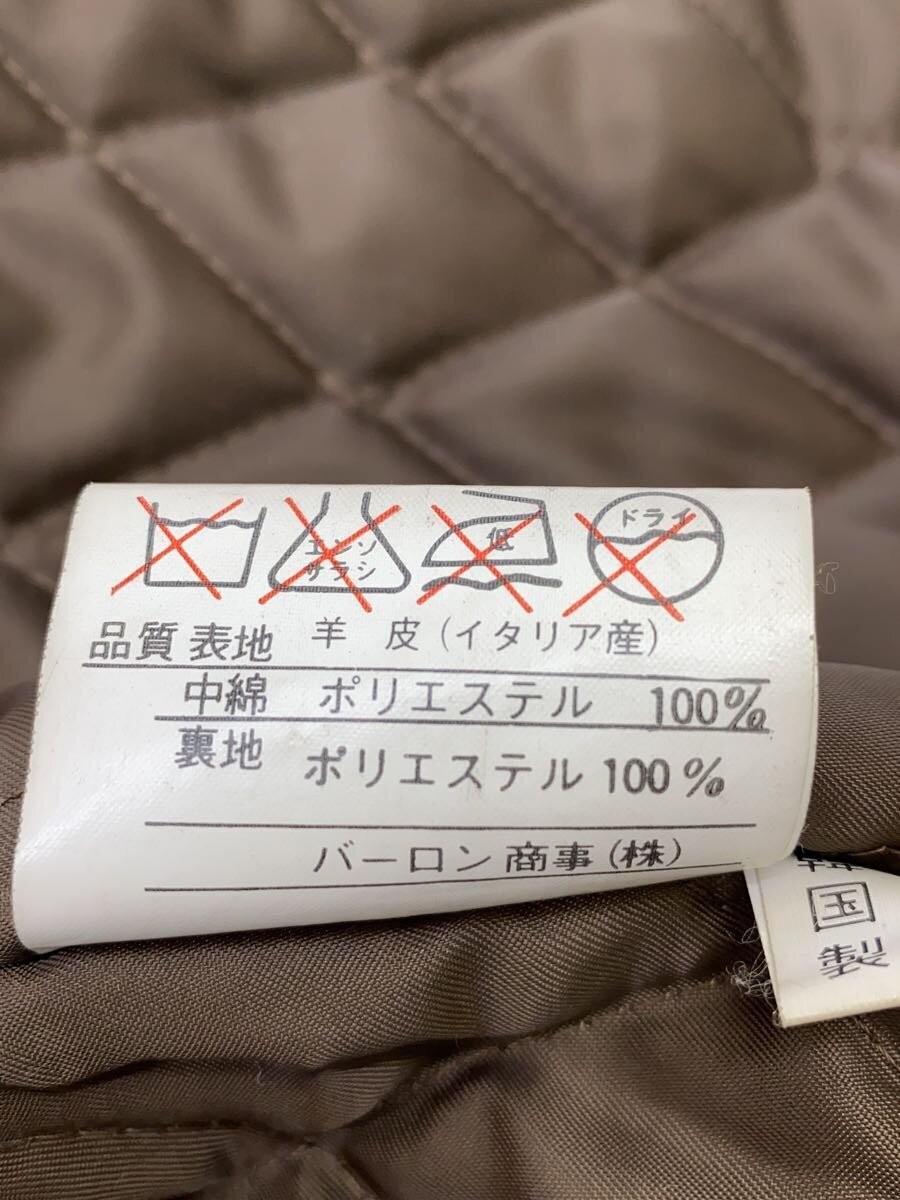 エンソ
サラシ
低
ドライ
品質 表地 羊 皮 (イタリア産)
中綿 ポリエステル 100%
裏地 ポリエステル 100%
バーロン商事(株)
韓
国
製